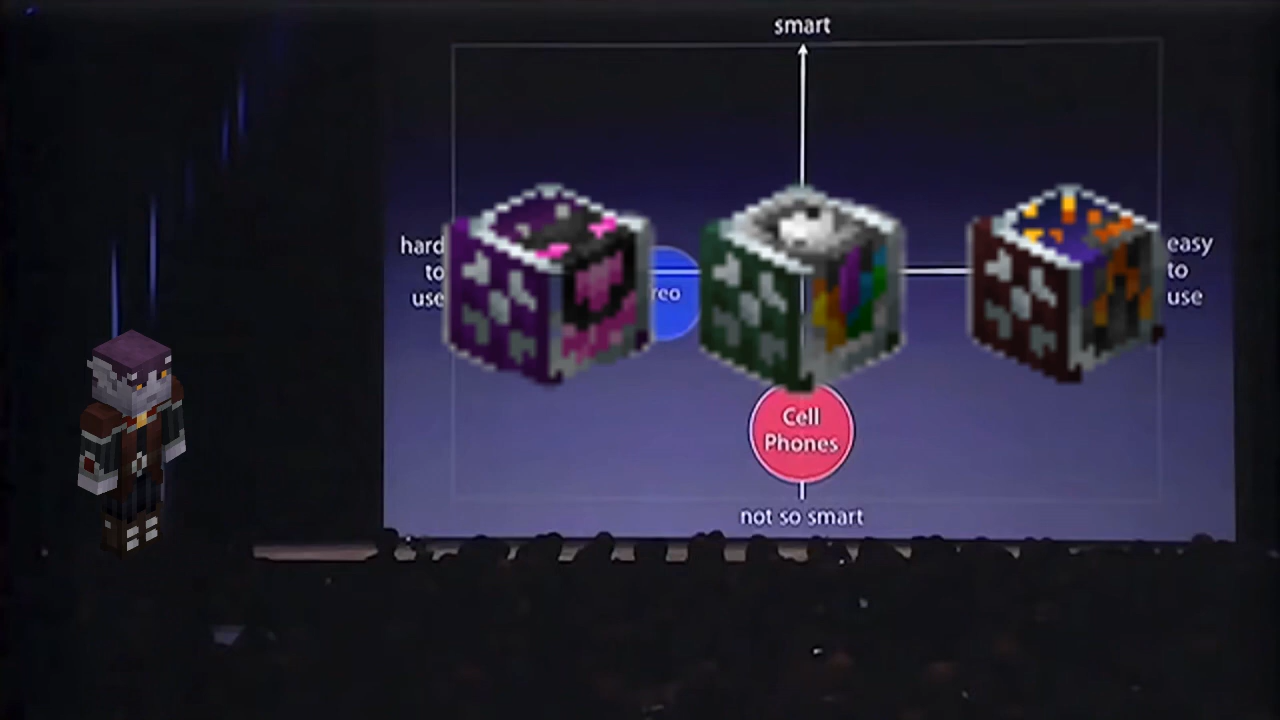 smart
hard
to
use
reo
easy
to
use
Cell
Phones
not so smart